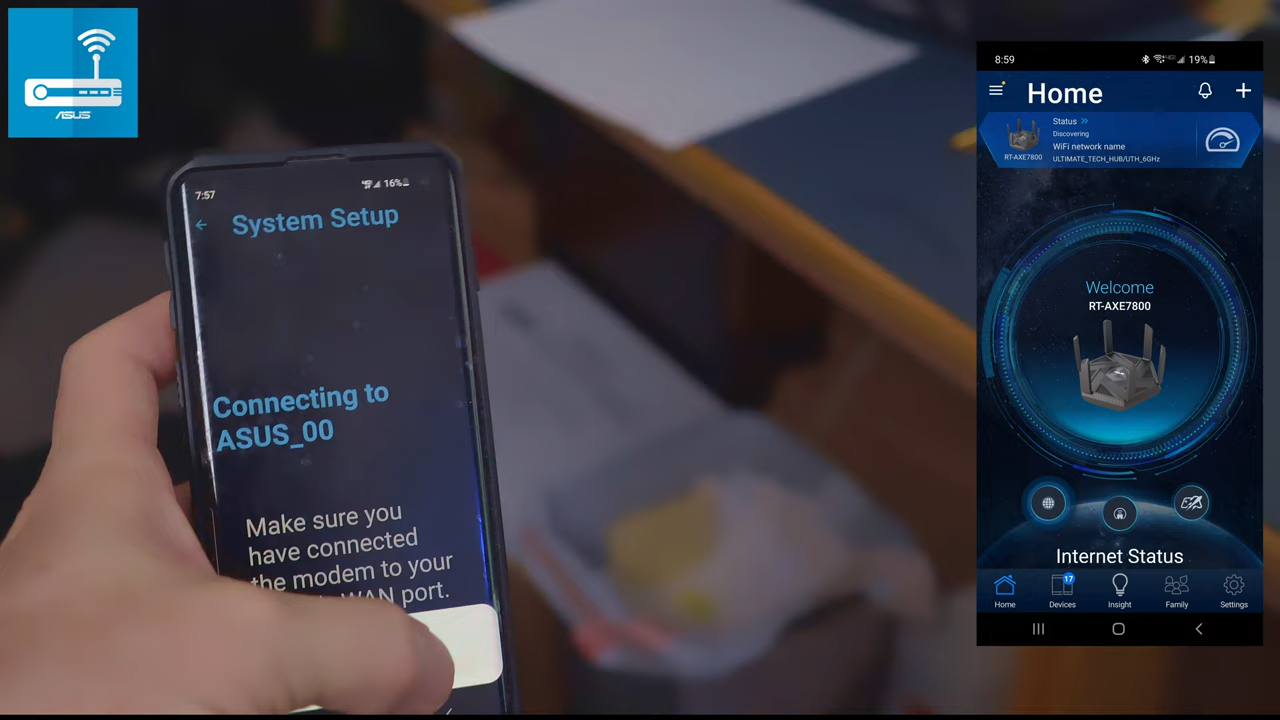 ASUS
7:57
16%
System Setup
Connecting to
ASUS_00
Make sure you
have connected
the modem to your
WAN port.
8:59
19%
Home
Status
Discovering
WiFi network name
ULTIMATE_TECH_HUB/UTH_6GHz
RT-AXE7800
Welcome
RT-AXE7800
Internet Status
17
Home
Devices
Insight
Family
Settings